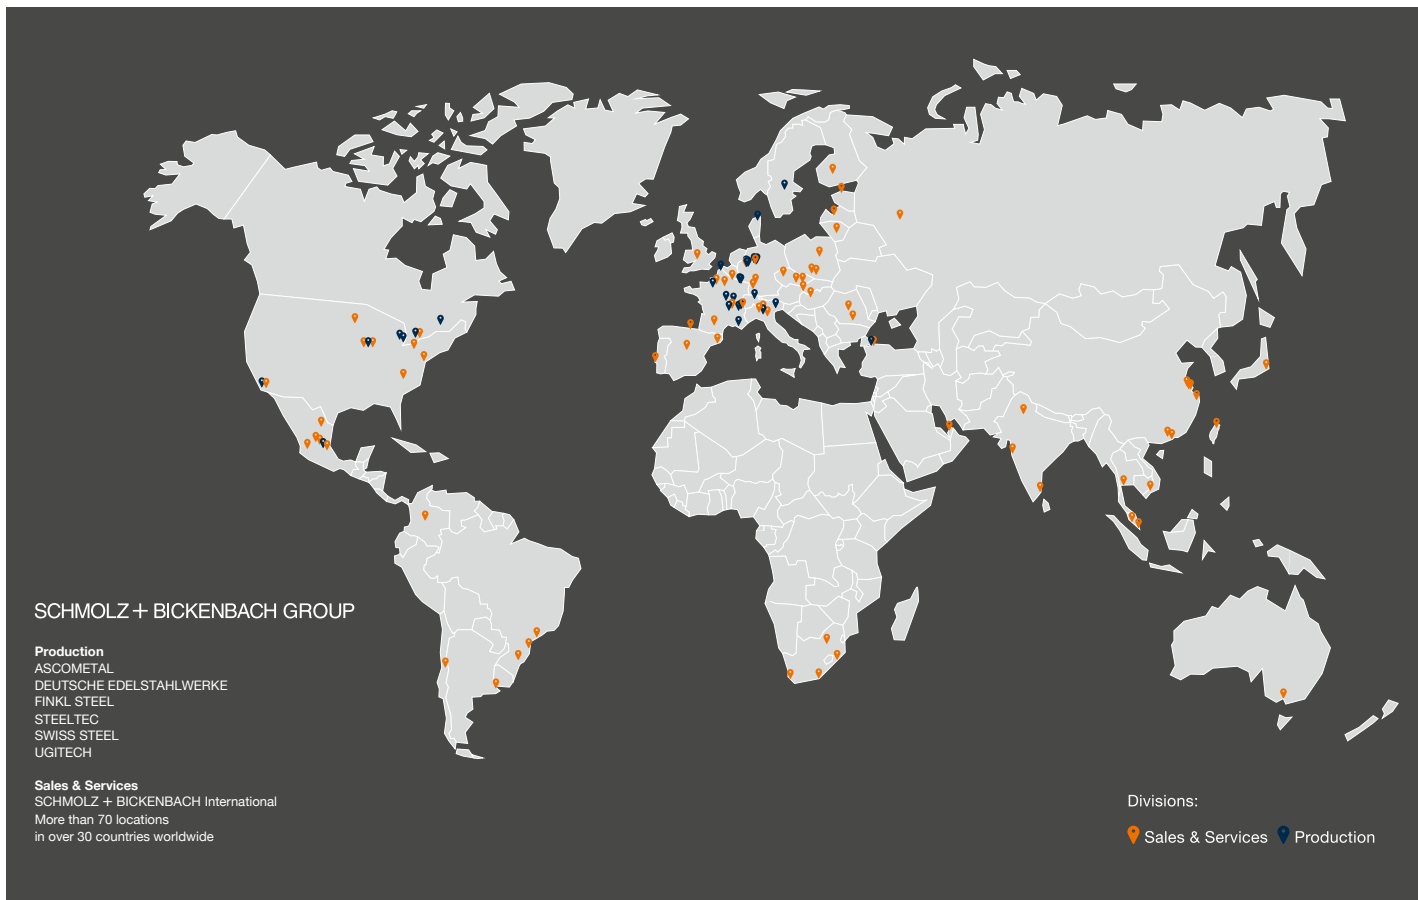 SCHMOLZ + BICKENBACH GROUP
Production
ASCOMETAL
DEUTSCHE EDELSTAHLWERKE
FINKL STEEL
STEELTEC
SWISS STEEL
UGITECH
Sales & Services
SCHMOLZ + BICKENBACH International
More than 70 locations
in over 30 countries worldwide
Divisions:
Sales & Services Production